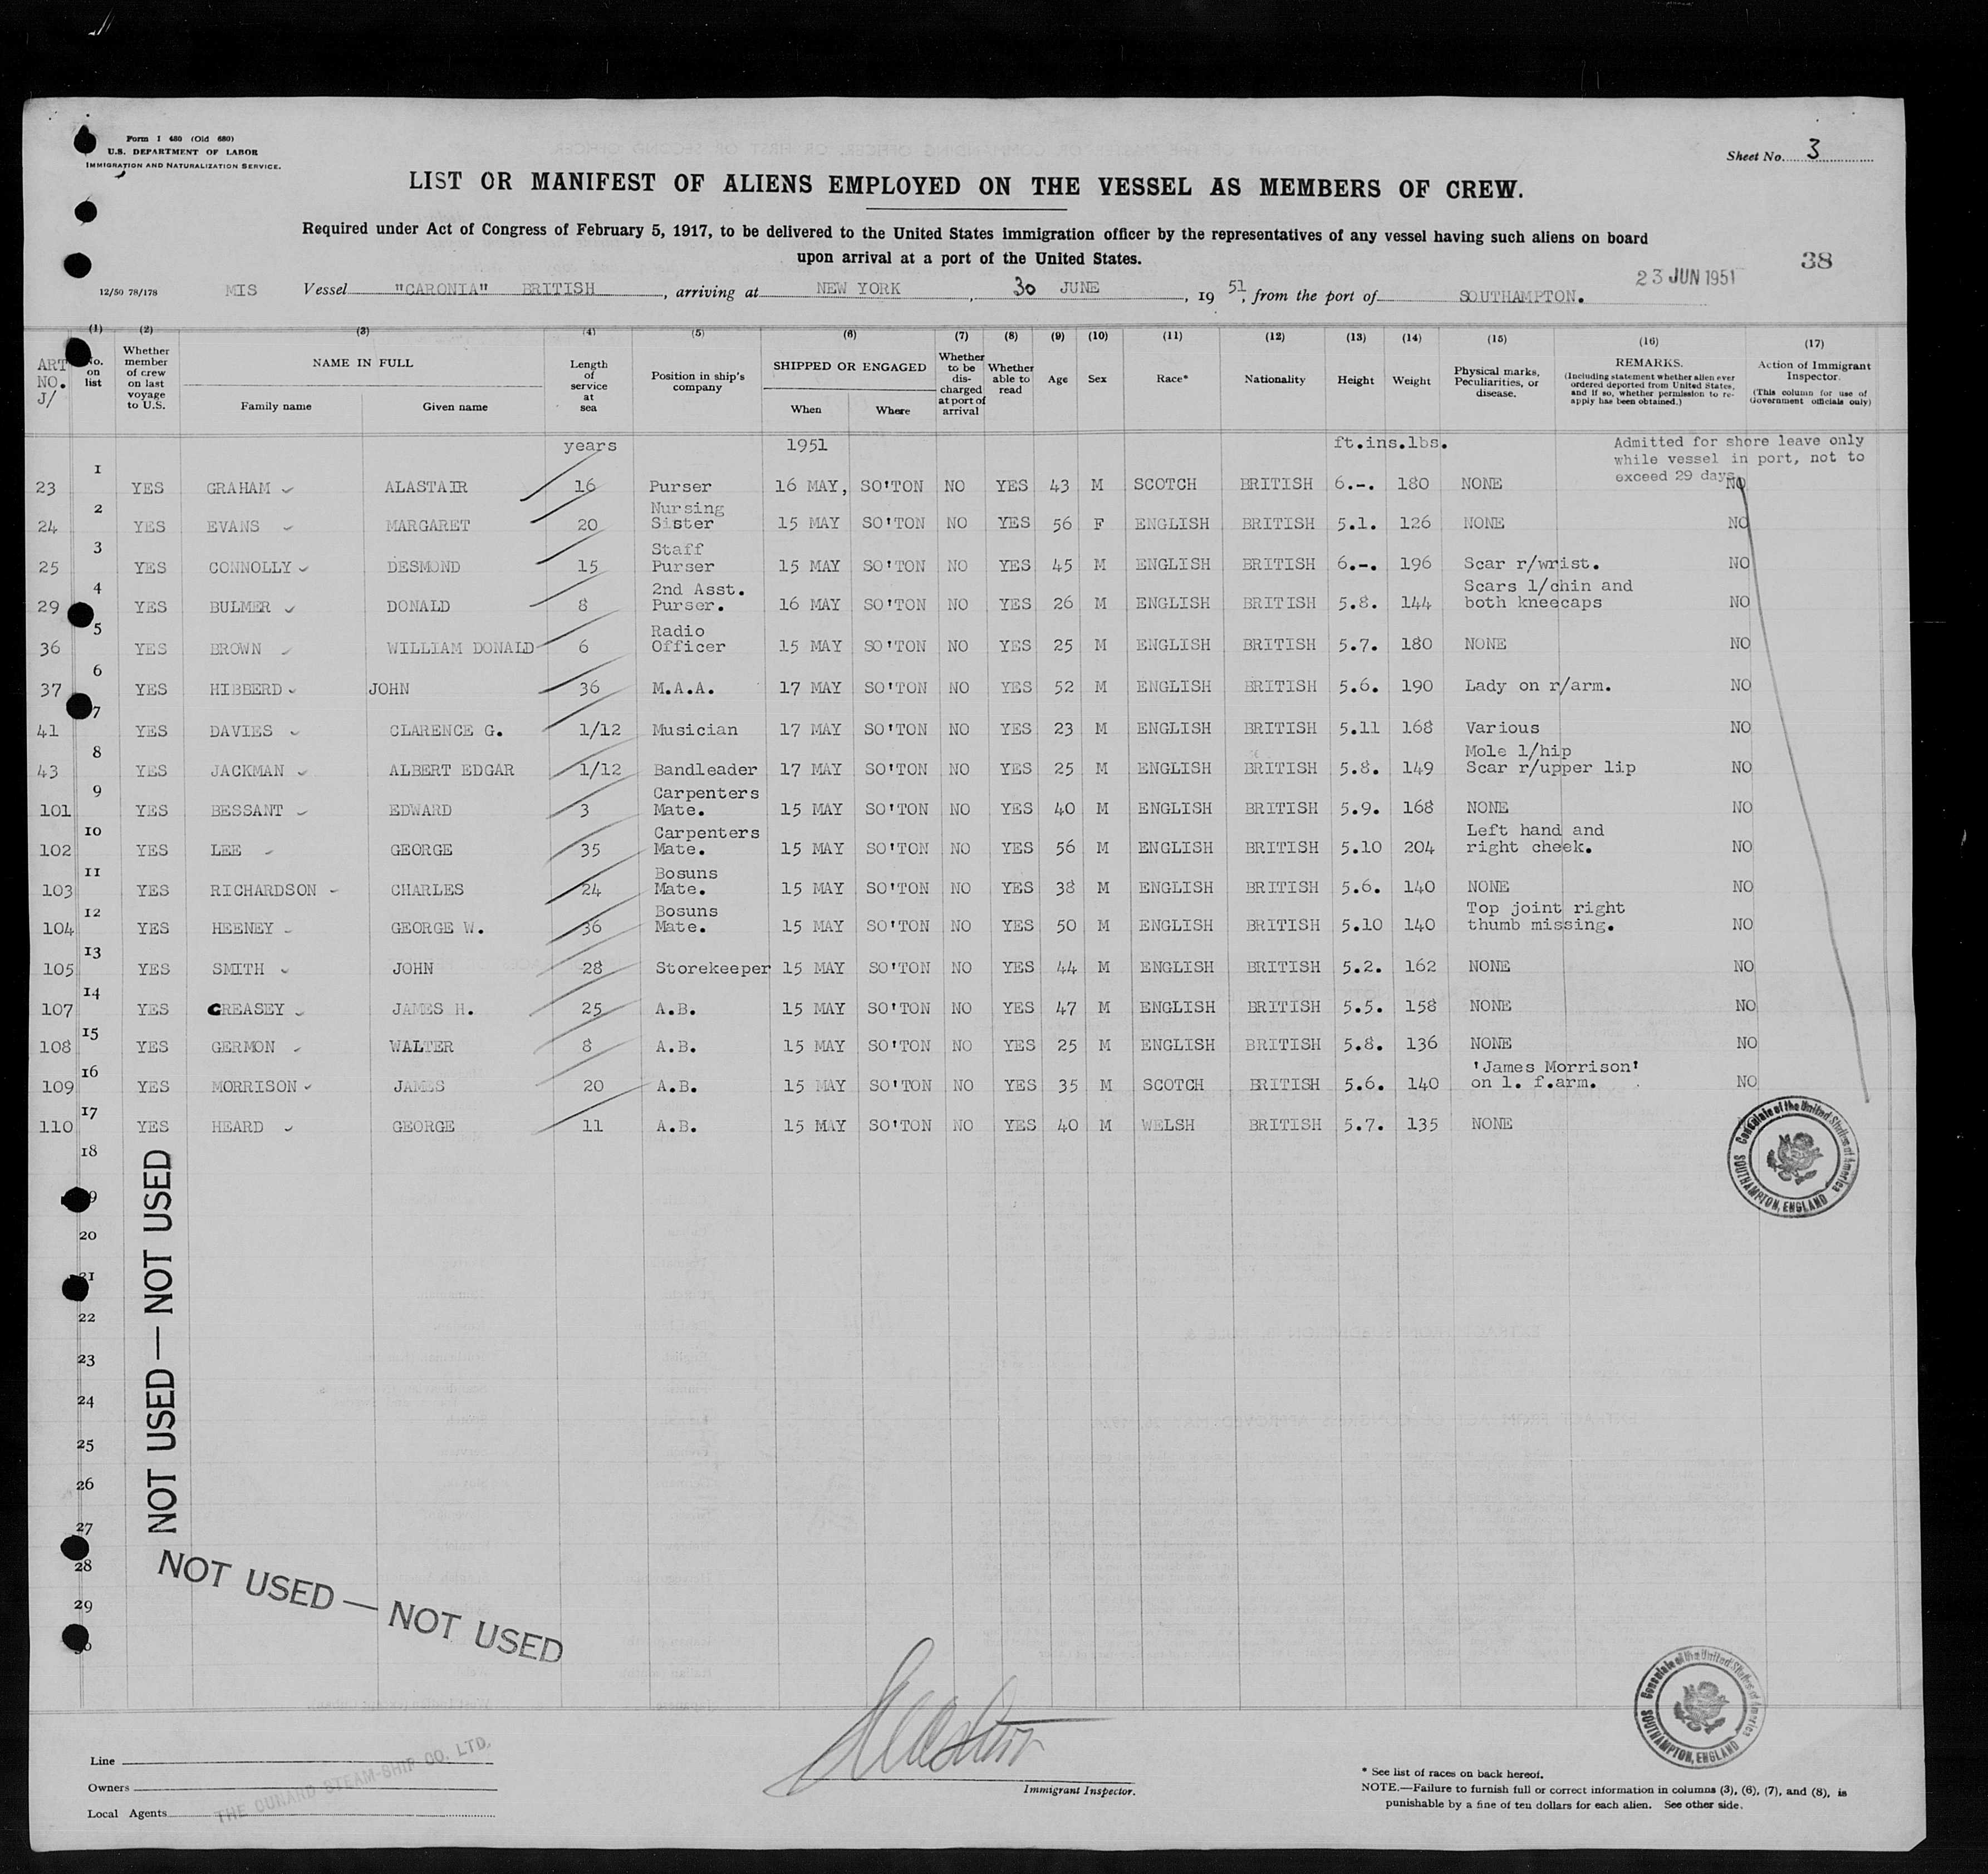 Form I 480 (Old 680)
U.S. DEPARTMENT OF LABOR
IMMIGRATION AND NATURALIZATION SERVICE.
Sheet No. 3
LIST OR MANIFEST OF ALIENS EMPLOYED ON THE VESSEL AS MEMBERS OF CREW.
Required under Act of Congress of February 5, 1917, to be delivered to the United States immigration officer by the representatives of any vessel having such aliens on board
upon arrival at a port of the United States.
38
23 JUN 1951
12/50 78/178 MIS Vessel "CARONIA" BRITISH, arriving at NEW YORK, 30 JUNE, 1951, from the port of SOUTHAMPTON.
(1) (2) (3) (4) (5) (6) (7) (8) (9) (10) (11) (12) (13) (14) (15) (16) (17)
ART NO. J/ No. on list Whether member of crew on last voyage to U.S. NAME IN FULL Family name Given name Length of service at sea Position in ship's company SHIPPED OR ENGAGED When Where Whether to be discharged at port of arrival Whether able to read Age Sex Race* Nationality Height Weight Physical marks, Peculiarities, or disease. REMARKS. (Including statement whether alien ever ordered deported from United States, and if so, whether permission to re-apply has been obtained.) Action of Immigrant Inspector. (This column for use of Government officials only)
years 1951 ft.ins.lbs. Admitted for shore leave only
while vessel in port, not to
exceed 29 days
23 1 YES GRAHAM ALASTAIR 16 Purser 16 MAY, SO'TON NO YES 43 M SCOTCH BRITISH 6.-. 180 NONE NO
24 2 YES EVANS MARGARET 20 Nursing Sister 15 MAY SO'TON NO YES 56 F ENGLISH BRITISH 5.1. 126 NONE NO
25 3 YES CONNOLLY DESMOND 15 Staff Purser 15 MAY SO'TON NO YES 45 M ENGLISH BRITISH 6.-. 196 Scar r/wrist. NO
29 4 YES BULMER DONALD 8 2nd Asst. Purser. 16 MAY SO'TON NO YES 26 M ENGLISH BRITISH 5.8. 144 Scars l/chin and both kneecaps NO
36 5 YES BROWN WILLIAM DONALD 6 Radio Officer 15 MAY SO'TON NO YES 25 M ENGLISH BRITISH 5.7. 180 NONE NO
37 6 YES HIBBERD JOHN 36 M.A.A. 17 MAY SO'TON NO YES 52 M ENGLISH BRITISH 5.6. 190 Lady on r/arm. NO
41 7 YES DAVIES CLARENCE G. 1/12 Musician 17 MAY SO'TON NO YES 23 M ENGLISH BRITISH 5.11 168 Various NO
43 8 YES JACKMAN ALBERT EDGAR 1/12 Bandleader 17 MAY SO'TON NO YES 25 M ENGLISH BRITISH 5.8. 149 Mole l/hip Scar r/upper lip NO
101 9 YES BESSANT EDWARD 3 Carpenters Mate. 15 MAY SO'TON NO YES 40 M ENGLISH BRITISH 5.9. 168 NONE NO
102 10 YES LEE GEORGE 35 Carpenters Mate. 15 MAY SO'TON NO YES 56 M ENGLISH BRITISH 5.10 204 Left hand and right cheek. NO
103 11 YES RICHARDSON CHARLES 24 Bosuns Mate. 15 MAY SO'TON NO YES 38 M ENGLISH BRITISH 5.6. 140 NONE NO
104 12 YES HEENEY GEORGE W. 36 Bosuns Mate. 15 MAY SO'TON NO YES 50 M ENGLISH BRITISH 5.10 140 Top joint right thumb missing. NO
105 13 YES SMITH JOHN 28 Storekeeper 15 MAY SO'TON NO YES 44 M ENGLISH BRITISH 5.2. 162 NONE NO
107 14 YES CREASEY JAMES H. 25 A.B. 15 MAY SO'TON NO YES 47 M ENGLISH BRITISH 5.5. 158 NONE NO
108 15 YES GERMON WALTER 8 A.B. 15 MAY SO'TON NO YES 25 M ENGLISH BRITISH 5.8. 136 NONE NO
109 16 YES MORRISON JAMES 20 A.B. 15 MAY SO'TON NO YES 35 M SCOTCH BRITISH 5.6. 140 'James Morrison' on l. f.arm. NO
110 17 YES HEARD GEORGE 11 A.B. 15 MAY SO'TON NO YES 40 M WELSH BRITISH 5.7. 135 NONE
Consulate of the United States of America SOUTHAMPTON, ENGLAND
18
19
20
21
22
23
24
25
26
27
28
29
30
NOT USED — NOT USED
NOT USED — NOT USED
Consulate of the United States of America SOUTHAMPTON, ENGLAND
Line
Owners
Local Agents
THE CUNARD STEAM-SHIP CO. LTD.
Immigrant Inspector.
* See list of races on back hereof.
NOTE.—Failure to furnish full or correct information in columns (3), (6), (7), and (8), is
punishable by a fine of ten dollars for each alien. See other side.